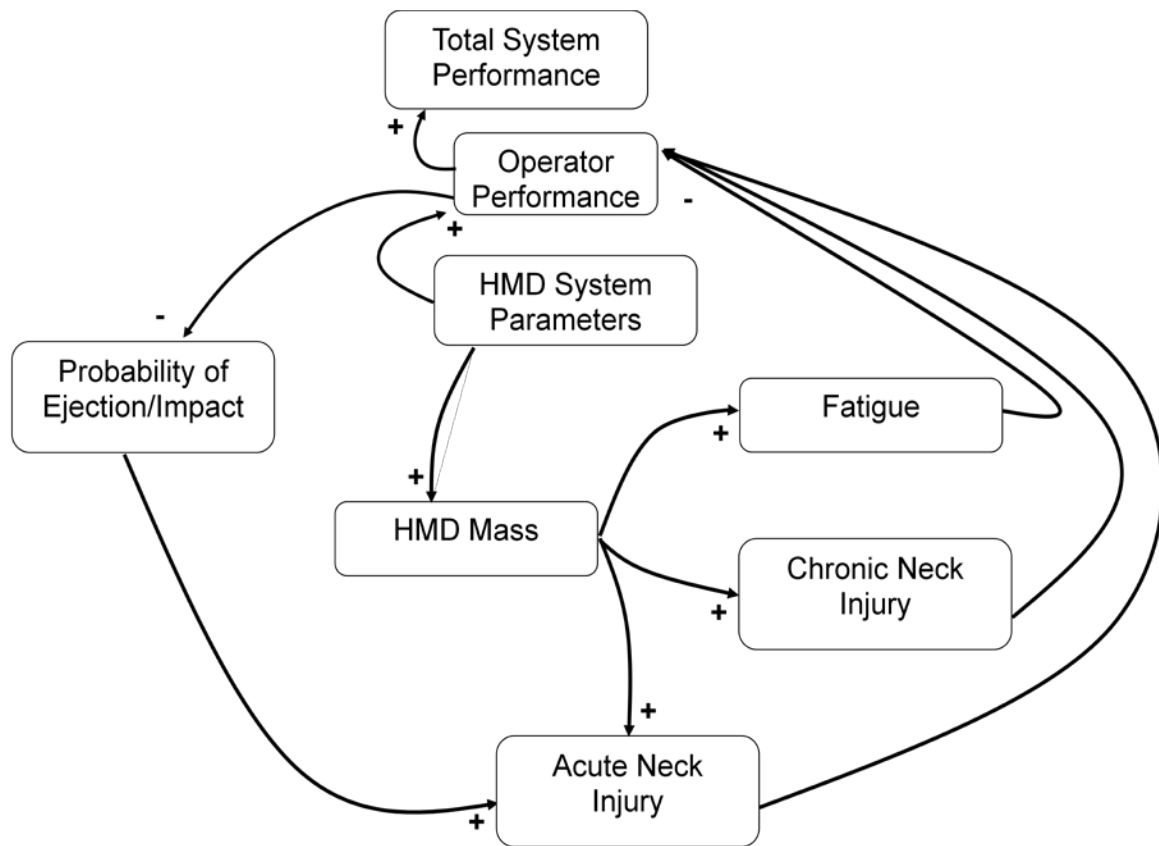 Total System
Performance
+
Operator
Performance
-
+
HMD System
Parameters
-
Probability of
Ejection/Impact
Fatigue
+
+
HMD Mass
Chronic Neck
Injury
+
+
Acute Neck
Injury
+